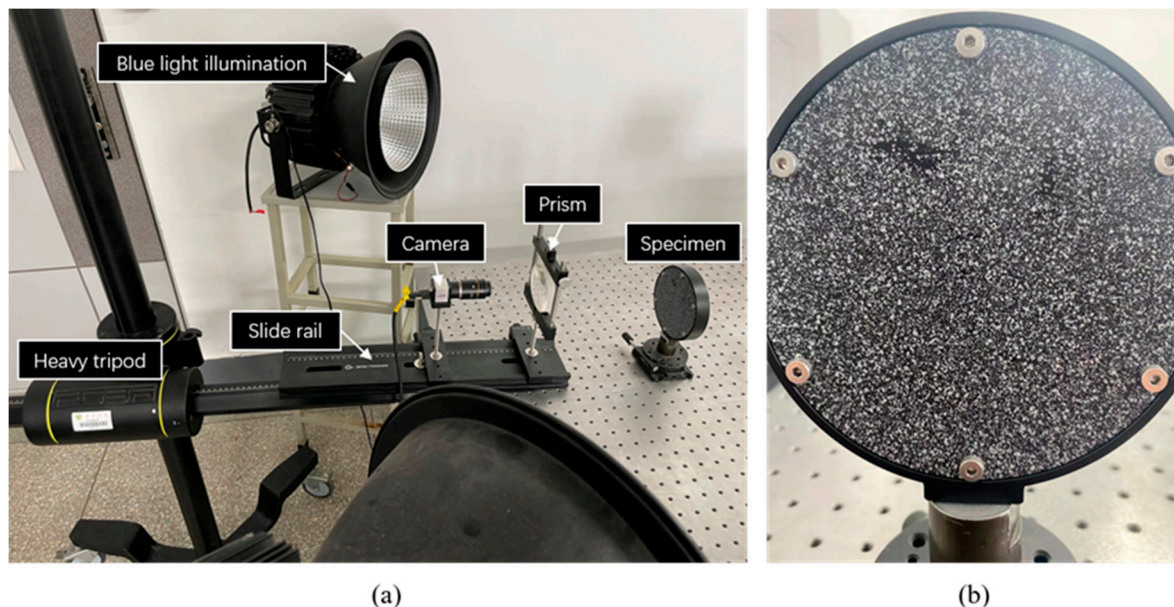 Blue light illumination
Prism
Camera
Specimen
Slide rail
Heavy tripod
(a)
(b)